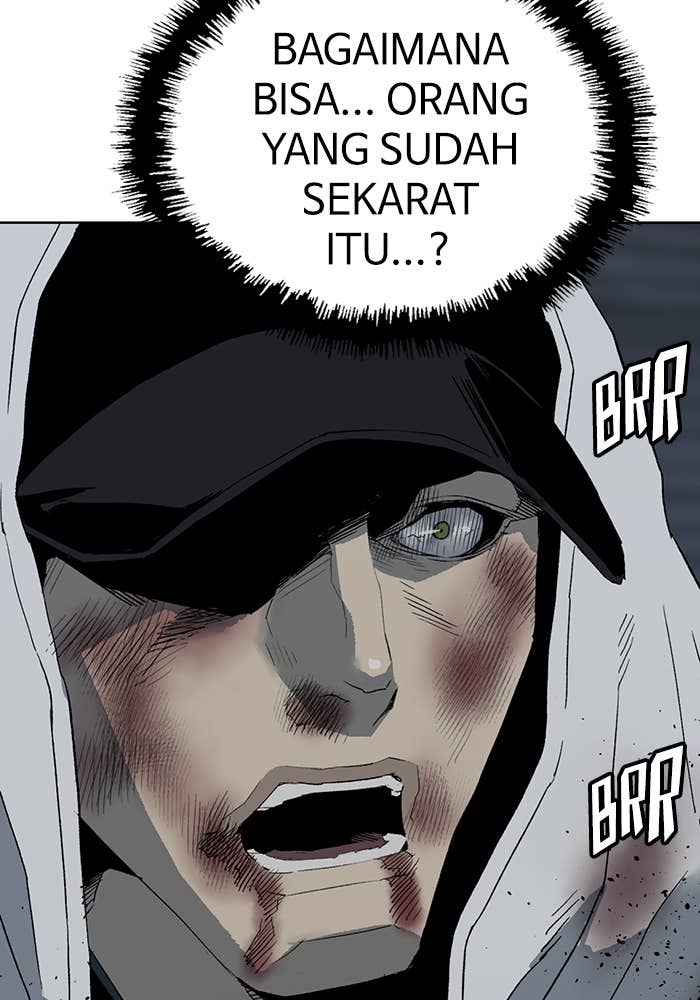 BAGAIMANA
BISA... ORANG
YANG SUDAH
SEKARAT
ITU...?
BRR
BRR